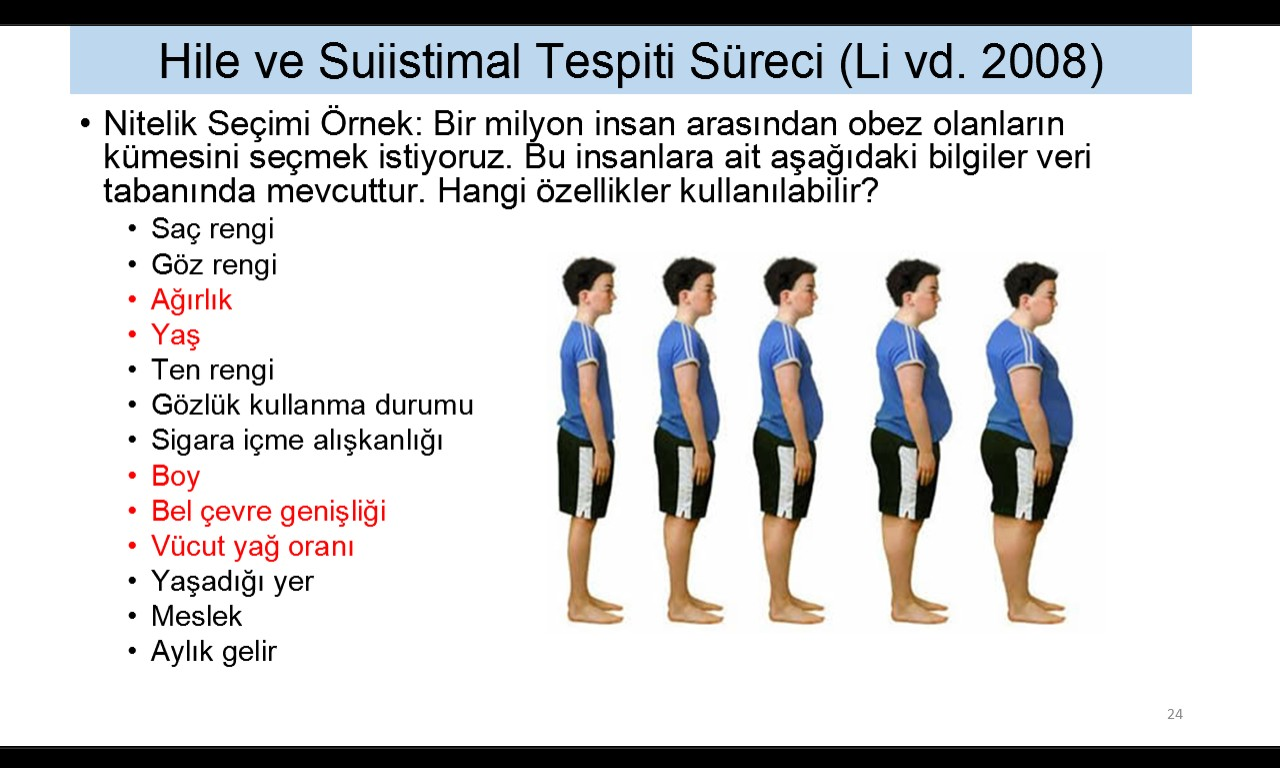 Hile ve Suiistimal Tespiti Süreci (Li vd. 2008)
• Nitelik Seçimi Örnek: Bir milyon insan arasından obez olanların
kümesini seçmek istiyoruz. Bu insanlara ait aşağıdaki bilgiler veri
tabanında mevcuttur. Hangi özellikler kullanılabilir?
• Saç rengi
• Göz rengi
• Ağırlık
• Yaş
• Ten rengi
• Gözlük kullanma durumu
• Sigara içme alışkanlığı
• Boy
• Bel çevre genişliği
• Vücut yağ oranı
• Yaşadığı yer
• Meslek
• Aylık gelir
24